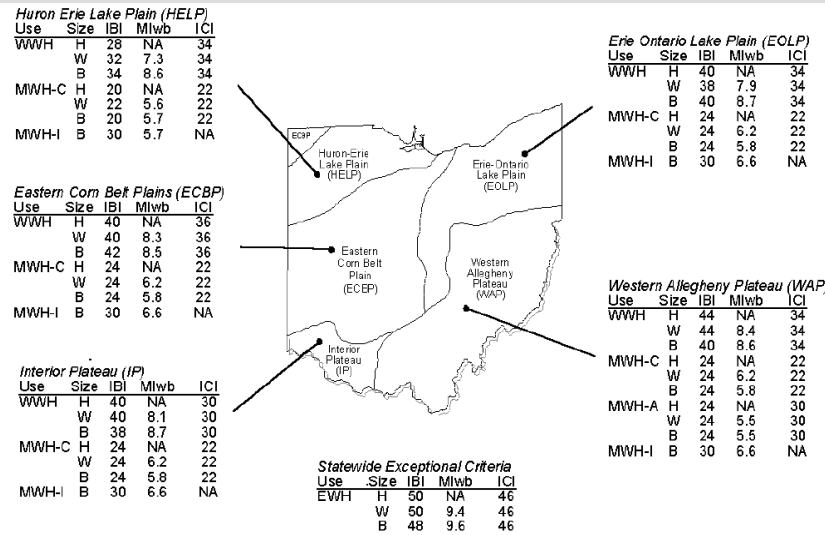 Huron Erie Lake Plain (HELP)
Use Size IBI MIwb ICI
WWH H 28 NA 34
W 32 7.3 34
B 34 8.6 34
MWH-C H 20 NA 22
W 22 5.6 22
B 20 5.7 22
MWH-I B 30 5.7 NA
Eastern Corn Belt Plains (ECBP)
Use Size IBI MIwb ICI
WWH H 40 NA 36
W 40 8.3 36
B 42 8.5 36
MWH-C H 24 NA 22
W 24 6.2 22
B 24 5.8 22
MWH-I B 30 6.6 NA
Interior Plateau (IP)
Use Size IBI MIwb ICI
WWH H 40 NA 30
W 40 8.1 30
B 38 8.7 30
MWH-C H 24 NA 22
W 24 6.2 22
B 24 5.8 22
MWH-I B 30 6.6 NA
ECBP
Huron-Erie
Lake Plain
(HELP)
Erie-Ontario
Lake Plain
(EOLP)
Eastern
Corn Belt
Plain
(ECBP)
Western
Allegheny
Plateau
(WAP)
Interior
Plateau
(IP)
Statewide Exceptional Criteria
Use .Size IBI MIwb ICI
EWH H 50 NA 46
W 50 9.4 46
B 48 9.6 46
Erie Ontario Lake Plain (EOLP)
Use Size IBI MIwb ICI
WWH H 40 NA 34
W 38 7.9 34
B 40 8.7 34
MWH-C H 24 NA 22
W 24 6.2 22
B 24 5.8 22
MWH-I B 30 6.6 NA
Western Allegheny Plateau (WAP)
Use Size IBI MIwb ICI
WWH H 44 NA 34
W 44 8.4 34
B 40 8.6 34
MWH-C H 24 NA 22
W 24 6.2 22
B 24 5.8 22
MWH-A H 24 NA 30
W 24 5.5 30
B 24 5.5 30
MWH-I B 30 6.6 NA